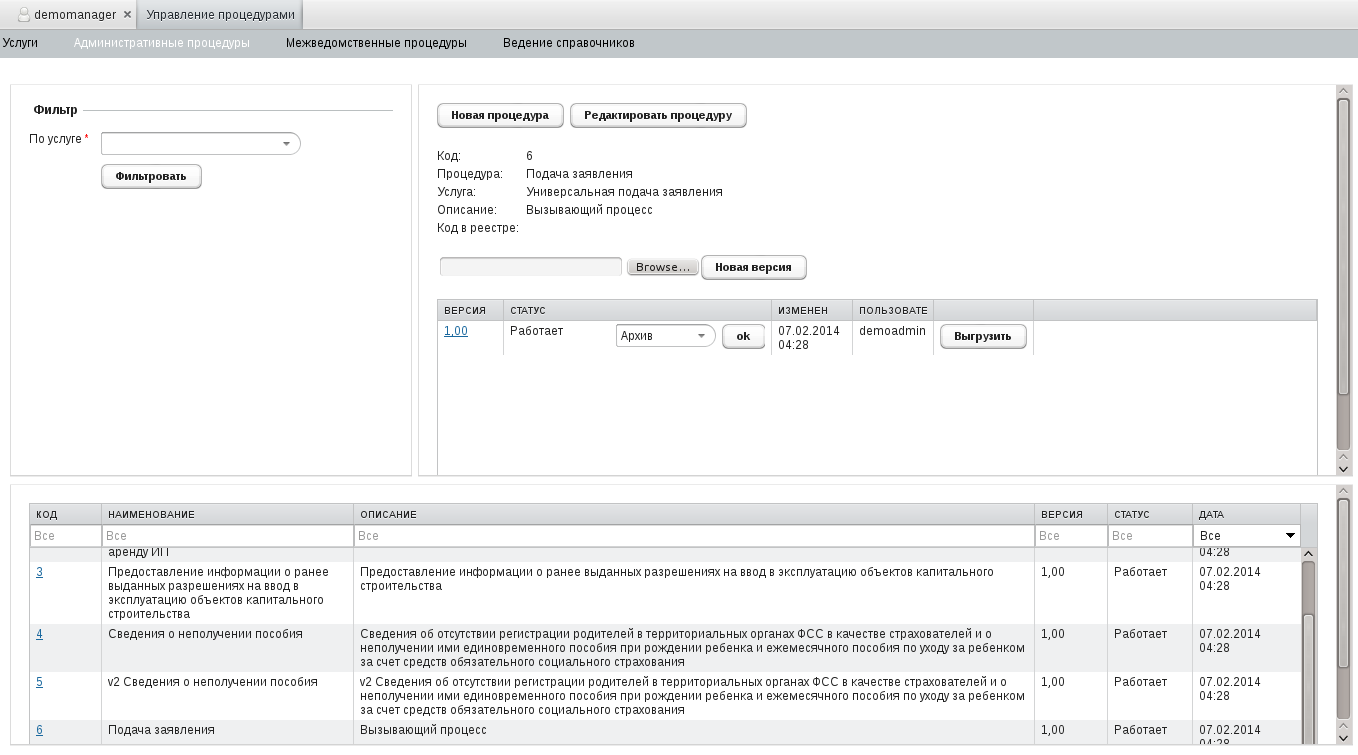 demomanager × Управление процедурами
Услуги Административные процедуры Межведомственные процедуры Ведение справочников
Фильтр
По услуге *
Фильтровать
Новая процедура Редактировать процедуру
Код: 6
Процедура: Подача заявления
Услуга: Универсальная подача заявления
Описание: Вызывающий процесс
Код в реестре:
Browse... Новая версия
ВЕРСИЯ СТАТУС ИЗМЕНЕН ПОЛЬЗОВАТЕ
1,00 Работает Архив ok 07.02.2014 demoadmin Выгрузить
04:28
КОД НАИМЕНОВАНИЕ ОПИСАНИЕ ВЕРСИЯ СТАТУС ДАТА
Все Все Все Все Все Все
аренду ИП 04:28
3 Предоставление информации о ранее Предоставление информации о ранее выданных разрешениях на ввод в эксплуатацию объектов капитального 1,00 Работает 07.02.2014
выданных разрешениях на ввод в строительства 04:28
эксплуатацию объектов капитального
строительства
4 Сведения о неполучении пособия Сведения об отсутствии регистрации родителей в территориальных органах ФСС в качестве страхователей и о 1,00 Работает 07.02.2014
неполучении ими единовременного пособия при рождении ребенка и ежемесячного пособия по уходу за ребенком 04:28
за счет средств обязательного социального страхования
5 v2 Сведения о неполучении пособия v2 Сведения об отсутствии регистрации родителей в территориальных органах ФСС в качестве страхователей и о 1,00 Работает 07.02.2014
неполучении ими единовременного пособия при рождении ребенка и ежемесячного пособия по уходу за ребенком 04:28
за счет средств обязательного социального страхования
6 Подача заявления Вызывающий процесс 1,00 Работает 07.02.2014
04:28